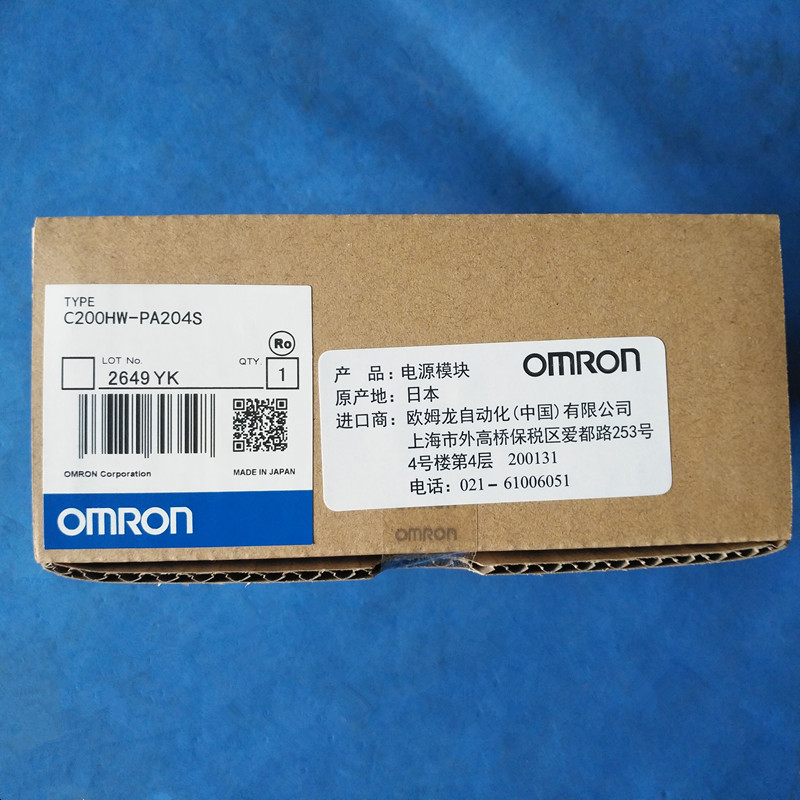 TYPE
C200HW-PA204S
Ro
LOT No.
QTY.
2649 YK
1
OMRON Corporation
MADE IN JAPAN
OMRON
OMRON
产 品：电源模块
原产地：日本
进口商：欧姆龙自动化(中国)有限公司
上海市外高桥保税区爱都路253号
4号楼第4层 200131
电话：021-61006051
OMRON